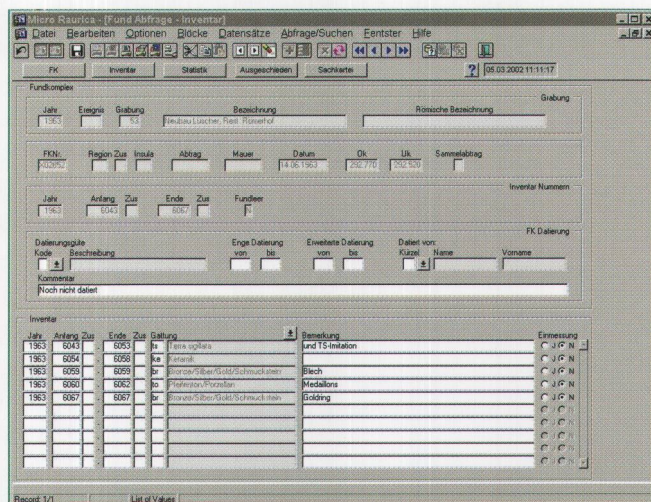 Micro Raurica - [Fund Abfrage - Inventar]
Datei Bearbeiten Optionen Blöcke Datensätze Abfrage/Suchen Fentster Hilfe
FK Inventar Statistik Ausgeschieden Sachkartei ? 05.03.2002 11:11:17
Fundkomplex
Grabung
Jahr Ereignis Grabung Bezeichnung Römische Bezeichnung
1963 53 Neubau Lüscher, Rest. Römerhof
FKNr. Region Zus Insula Abtrag Mauer Datum Ok Uk Sammelabtrag
X02852 14.06.1963 292.770 292.520
Inventar Nummern
Jahr Anfang Zus Ende Zus Fundleer
1963 6043 6067 N
FK Datierung
Datierungsgüte Enge Datierung Erweiterte Datierung Datiert von:
Kode Beschreibung von bis von bis Kürzel Name Vorname
Kommentar
Noch nicht datiert
Inventar
Jahr Anfang Zus Ende Zus Gattung Bemerkung Einmessung
1963 6043 - 6053 ts Terra sigillata und TS-Imitation J N
1963 6054 - 6058 ke Keramik J N
1963 6059 - 6059 br Bronze/Silber/Gold/Schmuckstein Blech J N
1963 6060 - 6062 to Pfeifenton/Porzellan Medaillons J N
1963 6067 - 6067 br Bronze/Silber/Gold/Schmuckstein Goldring J N
- J N
- J N
- J N
- J N
- J N
Record: 1/1 List of Values